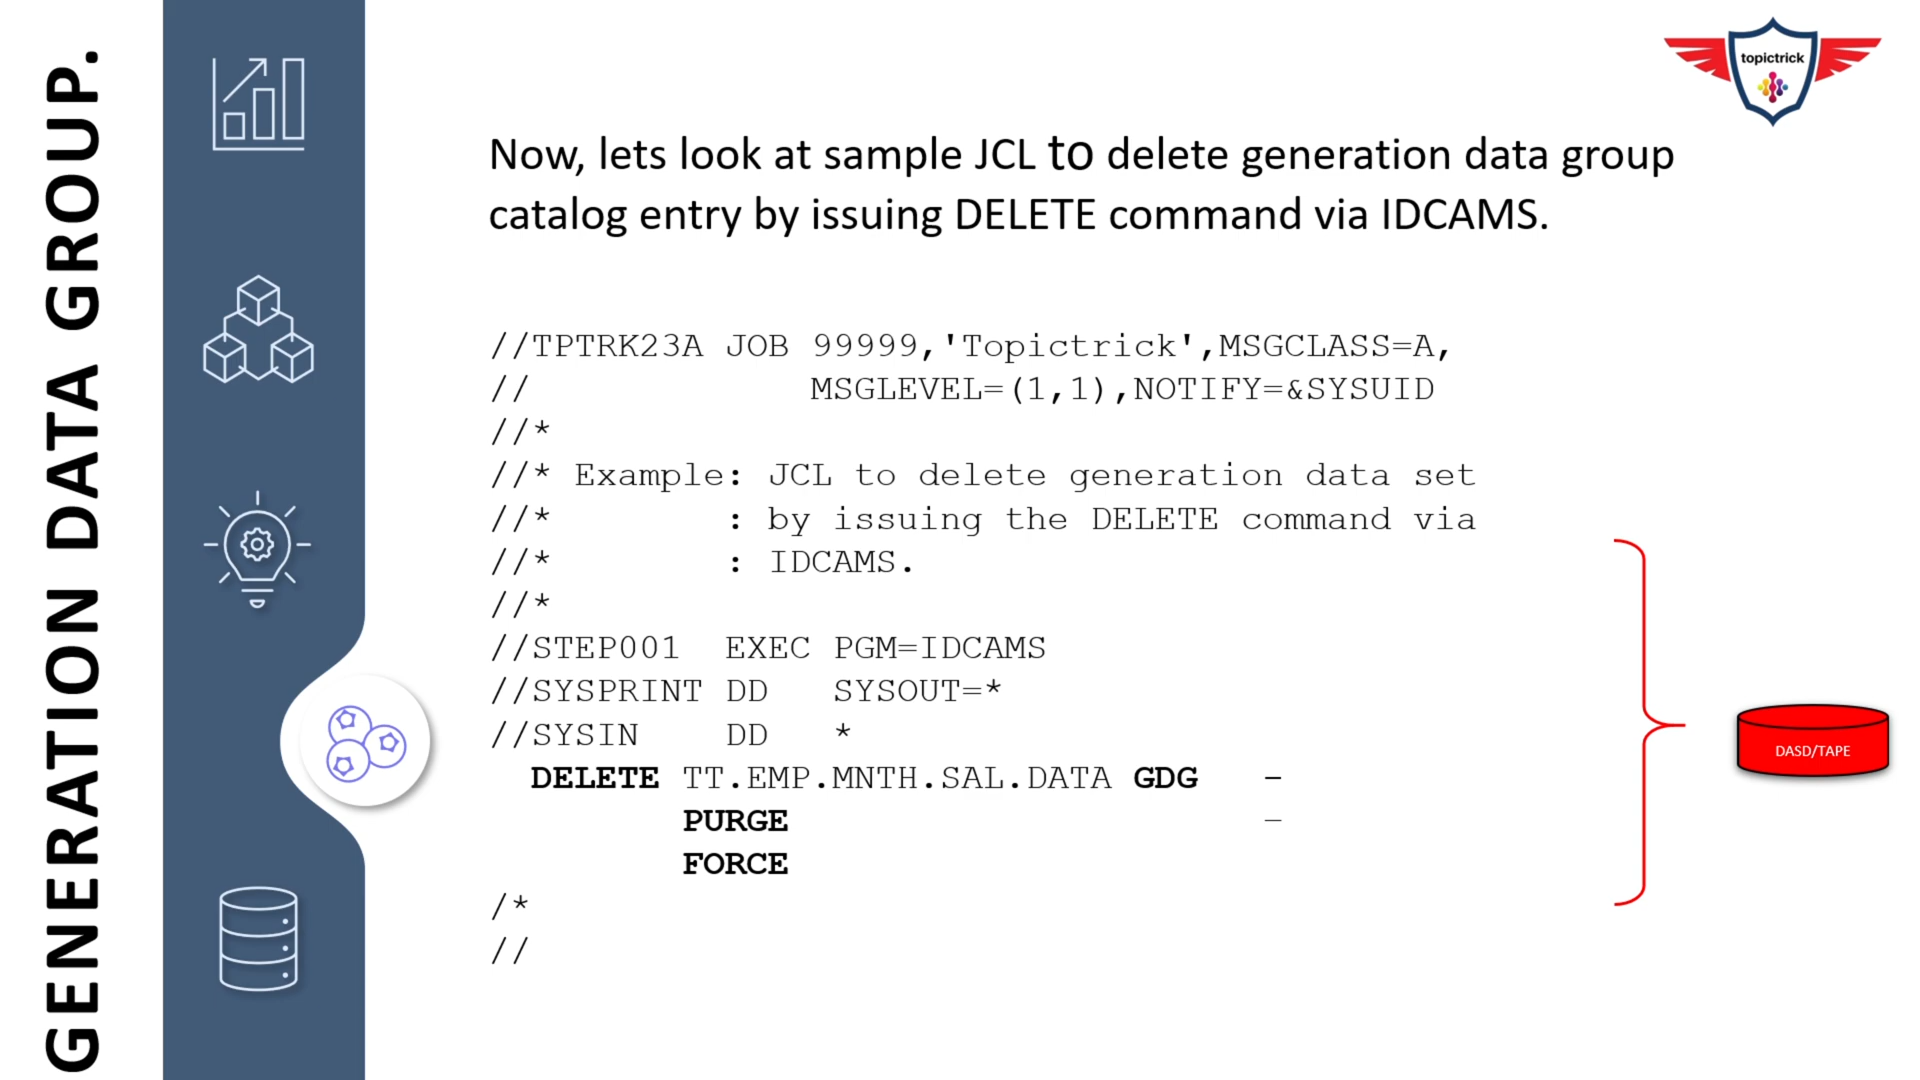 GENERATION DATA GROUP.
topictrick
Now, lets look at sample JCL to delete generation data group
catalog entry by issuing DELETE command via IDCAMS.
//TPTRK23A JOB 99999,'Topictrick',MSGCLASS=A,
//             MSGLEVEL=(1,1),NOTIFY=&SYSUID
//*
//* Example: JCL to delete generation data set
//*        : by issuing the DELETE command via
//*        : IDCAMS.
//*
//STEP001  EXEC PGM=IDCAMS
//SYSPRINT DD   SYSOUT=*
//SYSIN    DD   *
  DELETE TT.EMP.MNTH.SAL.DATA GDG   -
         PURGE                      -
         FORCE
/*
//
DASD/TAPE